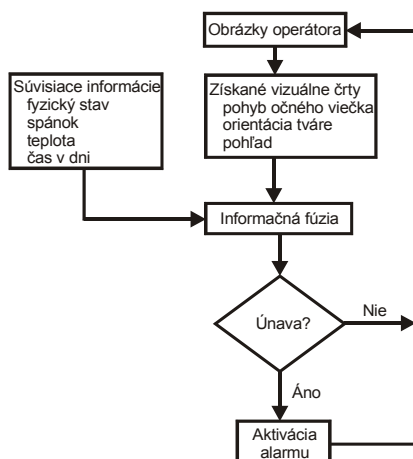 Obrázky operátora
Súvisiace informácie
fyzický stav
spánok
teplota
čas v dni
Získané vizuálne črty
pohyb očného viečka
orientácia tváre
pohľad
Informačná fúzia
Únava?
Nie
Áno
Aktivácia
alarmu